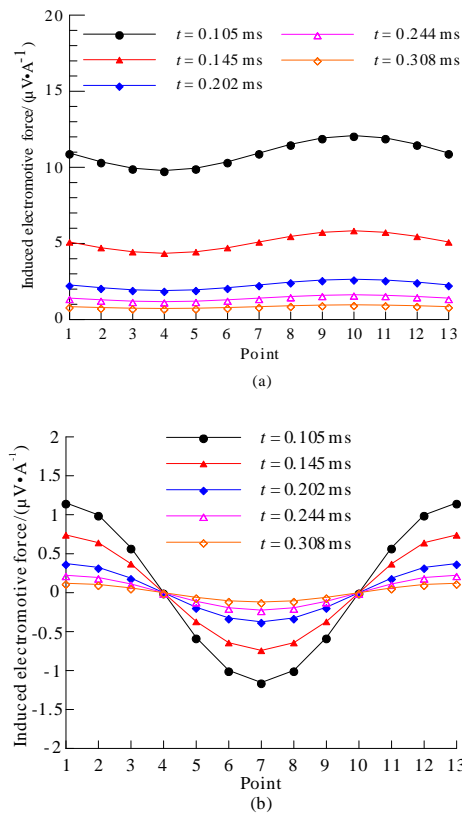 20
15
10
5
0
Induced electromotive force/(μ V•A⁻¹)
t = 0.105 ms
t = 0.145 ms
t = 0.202 ms
t = 0.244 ms
t = 0.308 ms
1 2 3 4 5 6 7 8 9 10 11 12 13
Point
(a)
2
1.5
1
0.5
0
-0.5
-1
-1.5
-2
Induced electromotive force/(μ V•A⁻¹)
t = 0.105 ms
t = 0.145 ms
t = 0.202 ms
t = 0.244 ms
t = 0.308 ms
1 2 3 4 5 6 7 8 9 10 11 12 13
Point
(b)